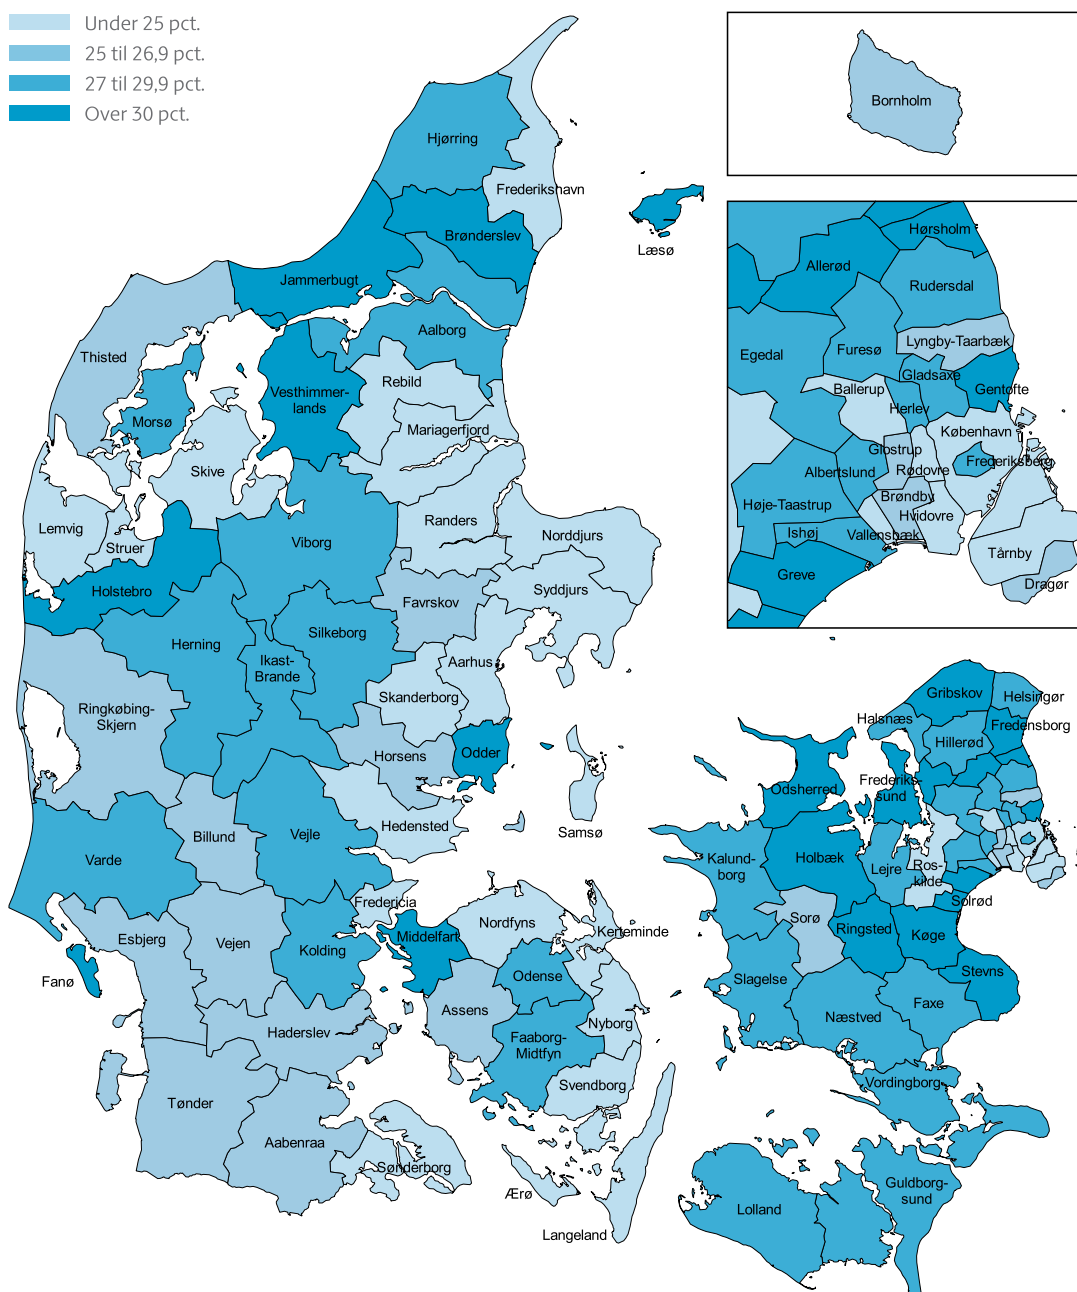 Under 25 pct.
25 til 26,9 pct.
27 til 29,9 pct.
Over 30 pct.
Bornholm
Hjørring
Frederikshavn
Læsø
Brønderslev
Jammerbugt
Aalborg
Thisted
Rebild
Vesthimmer-
lands
Morsø
Mariagerfjord
Skive
Lemvig
Struer
Randers
Norddjurs
Viborg
Holstebro
Favrskov
Syddjurs
Silkeborg
Herning
Ikast-
Brande
Aarhus
Skanderborg
Ringkøbing-
Skjern
Horsens
Odder
Samsø
Hedensted
Billund
Vejle
Varde
Fredericia
Esbjerg
Vejen
Kolding
Middelfart
Nordfyns
Kerteminde
Fanø
Odense
Assens
Nyborg
Haderslev
Faaborg-
Midtfyn
Svendborg
Tønder
Aabenraa
Sønderborg
Ærø
Langeland
Hørsholm
Allerød
Rudersdal
Lyngby-Taarbæk
Egedal
Furesø
Gladsaxe
Gentofte
Ballerup
Herlev
København
Glostrup
Frederiksberg
Albertslund
Rødovre
Brøndby
Høje-Taastrup
Hvidovre
Ishøj
Vallensbæk
Tårnby
Greve
Dragør
Gribskov
Helsingør
Halsnæs
Fredensborg
Hillerød
Frederiks-
sund
Odsherred
Kalund-
borg
Holbæk
Lejre
Ros-
kilde
Solrød
Sorø
Ringsted
Køge
Stevns
Slagelse
Faxe
Næstved
Vordingborg
Guldborg-
sund
Lolland